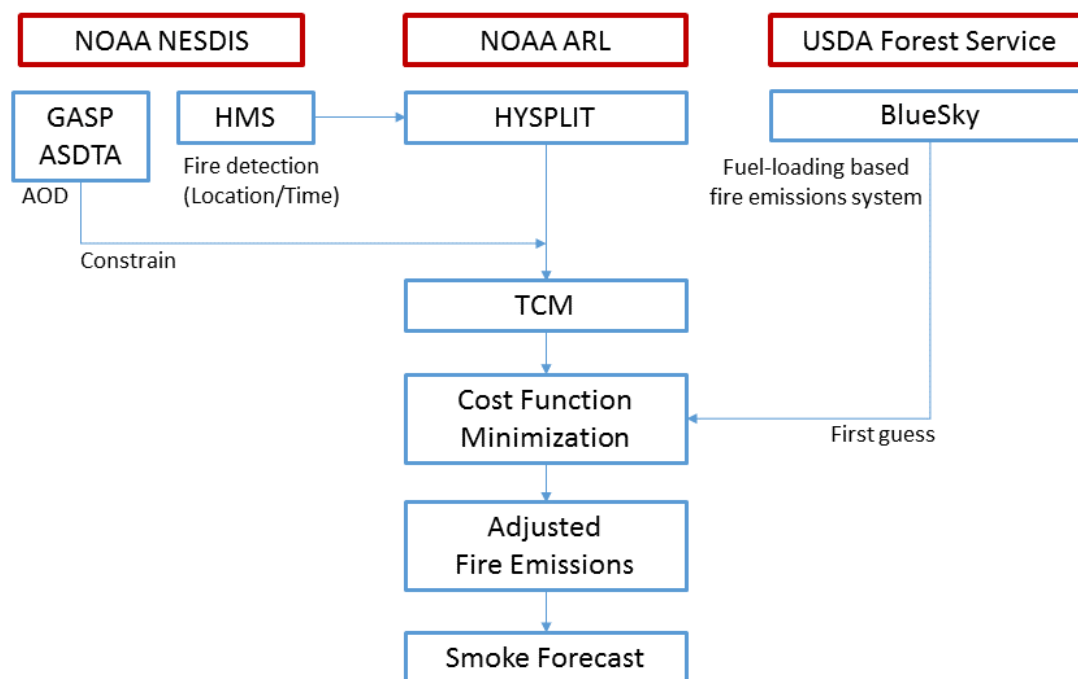 NOAA NESDIS
NOAA ARL
USDA Forest Service
GASP
ASDTA
HMS
HYSPLIT
BlueSky
AOD
Fire detection
(Location/Time)
Fuel-loading based
fire emissions system
Constrain
TCM
Cost Function
Minimization
First guess
Adjusted
Fire Emissions
Smoke Forecast